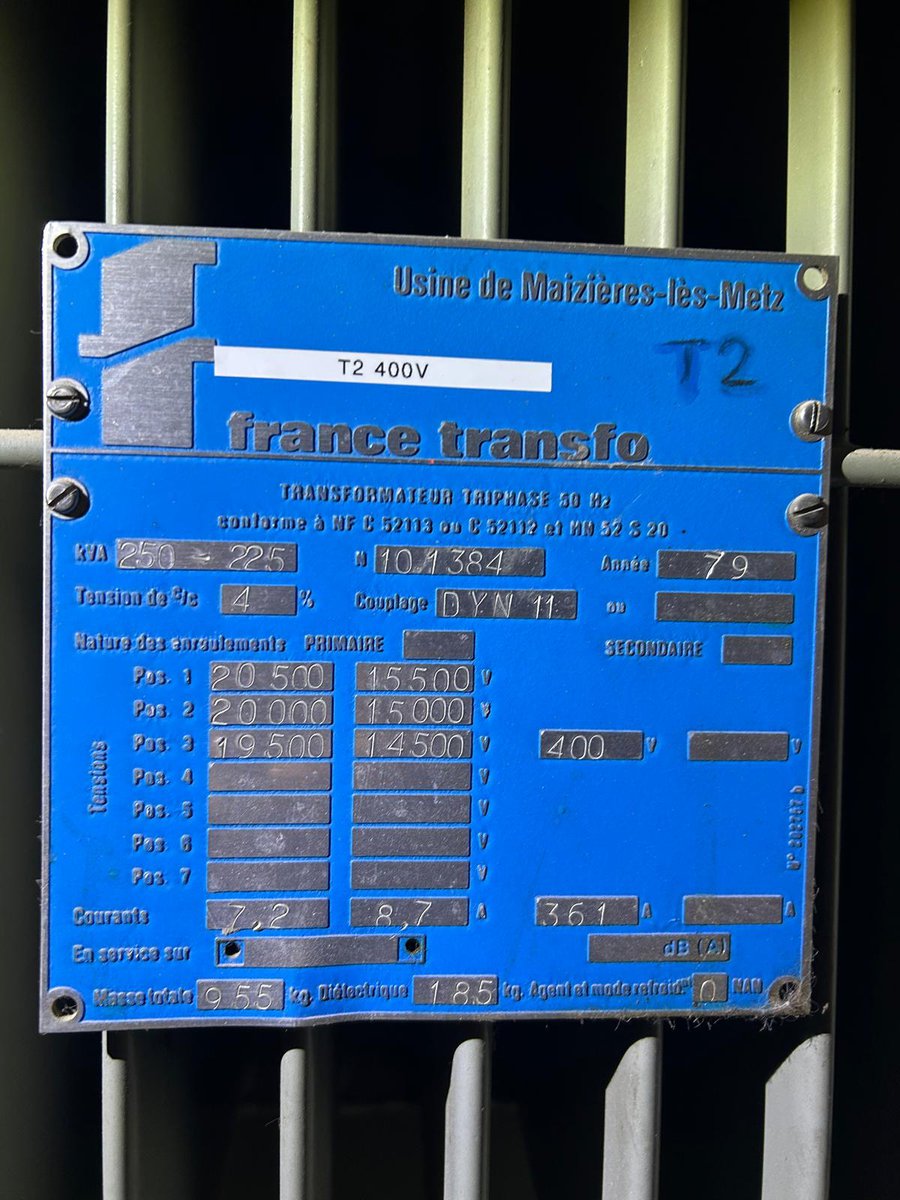 Usine de Maizières-lès-Metz
T2 400V
T2
france transfo
TRANSFORMATEUR TRIPHASE 50 Hz
conforme à NF C 52113 ou C 52112 et HN 52 S 20
kVA 250 - 225 N 101384 Année 79
Tension de c/c 4 % Couplage DYN 11 ou
Nature des enroulements PRIMAIRE SECONDAIRE
Tensions
Pos. 1 20 500 15 500 V
Pos. 2 20 000 15 000 V
Pos. 3 19 500 14 500 V 400 V V
Pos. 4 V
Pos. 5 V
Pos. 6 V
Pos. 7 V
Courants 7,2 8,7 A 361 A A
En service sur dB (A)
Masse totale 955 kg. Diélectrique 185 kg. Agent et mode refroidnt O NAN